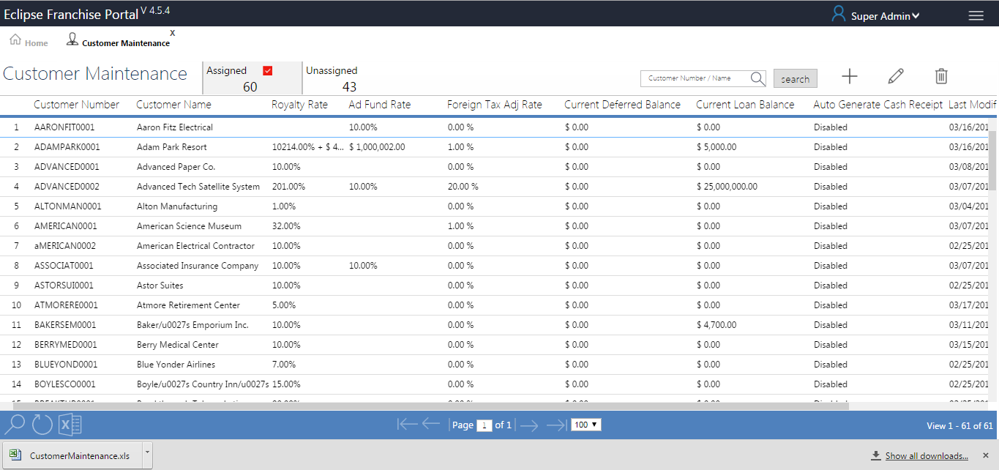 Eclipse Franchise Portal V 4.5.4
Super Admin
Home
Customer Maintenance
x
Customer Maintenance
Assigned
60
Unassigned
43
Customer Number / Name
search
Customer Number Customer Name Royalty Rate Ad Fund Rate Foreign Tax Adj Rate Current Deferred Balance Current Loan Balance Auto Generate Cash Receipt Last Modif
1 AARONFIT0001 Aaron Fitz Electrical 10.00% 0.00 % $ 0.00 $ 0.00 Disabled 03/16/201
2 ADAMPARK0001 Adam Park Resort 10214.00% + $ 4... $ 1,000,002.00 1.00 % $ 0.00 $ 5,000.00 Disabled 03/16/201
3 ADVANCED0001 Advanced Paper Co. 10.00% 0.00 % $ 0.00 $ 0.00 Disabled 03/08/201
4 ADVANCED0002 Advanced Tech Satellite System 201.00% 10.00% 20.00 % $ 0.00 $ 25,000,000.00 Disabled 03/07/201
5 ALTONMAN0001 Alton Manufacturing 1.00% 0.00 % $ 0.00 $ 0.00 Disabled 03/04/201
6 AMERICAN0001 American Science Museum 32.00% 1.00 % $ 0.00 $ 0.00 Disabled 03/07/201
7 aMERICAN0002 American Electrical Contractor 10.00% 0.00 % $ 0.00 $ 0.00 Disabled 02/25/201
8 ASSOCIAT0001 Associated Insurance Company 10.00% 10.00% 0.00 % $ 0.00 $ 0.00 Disabled 03/07/201
9 ASTORSUI0001 Astor Suites 10.00% 0.00 % $ 0.00 $ 0.00 Disabled 02/25/201
10 ATMORERE0001 Atmore Retirement Center 5.00% 0.00 % $ 0.00 $ 0.00 Disabled 03/17/201
11 BAKERSEM0001 Baker/u0027s Emporium Inc. 10.00% 0.00 % $ 0.00 $ 4,700.00 Disabled 03/11/201
12 BERRYMED0001 Berry Medical Center 10.00% 0.00 % $ 0.00 $ 0.00 Disabled 03/15/201
13 BLUEYOND0001 Blue Yonder Airlines 7.00% 0.00 % $ 0.00 $ 0.00 Disabled 02/25/201
14 BOYLESCO0001 Boyle/u0027s Country Inn/u0027s 15.00% 0.00 % $ 0.00 $ 0.00 Disabled 02/25/201
Page 1 of 1
100
View 1 - 61 of 61
CustomerMaintenance.xls
Show all downloads...